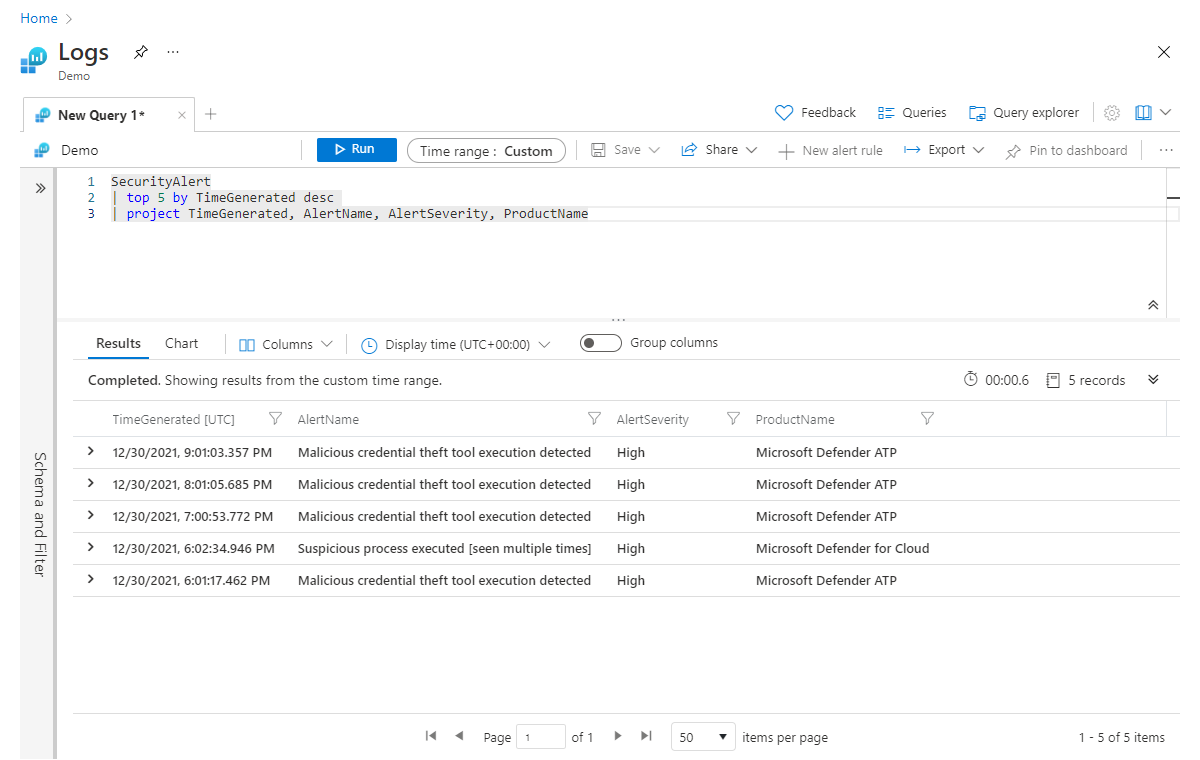 Home
Logs
Demo
New Query 1*
Feedback
Queries
Query explorer
Demo
Run
Time range : Custom
Save
Share
New alert rule
Export
Pin to dashboard
1 SecurityAlert
2 | top 5 by TimeGenerated desc
3 | project TimeGenerated, AlertName, AlertSeverity, ProductName
Schema and Filter
Results Chart Columns Display time (UTC+00:00) Group columns
Completed. Showing results from the custom time range. 00:00.6 5 records
TimeGenerated [UTC] AlertName AlertSeverity ProductName
12/30/2021, 9:01:03.357 PM Malicious credential theft tool execution detected High Microsoft Defender ATP
12/30/2021, 8:01:05.685 PM Malicious credential theft tool execution detected High Microsoft Defender ATP
12/30/2021, 7:00:53.772 PM Malicious credential theft tool execution detected High Microsoft Defender ATP
12/30/2021, 6:02:34.946 PM Suspicious process executed [seen multiple times] High Microsoft Defender for Cloud
12/30/2021, 6:01:17.462 PM Malicious credential theft tool execution detected High Microsoft Defender ATP
Page 1 of 1 50 items per page 1 - 5 of 5 items